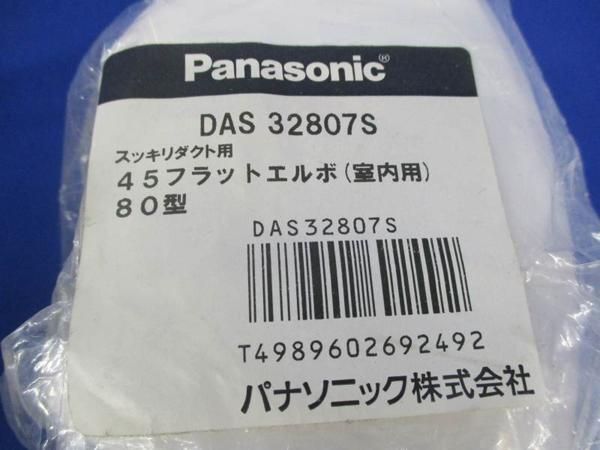 Panasonic®
DAS 32807S
スッキリダクト用
45フラットエルボ(室内用)
80型
DAS32807S
T4989602692492
パナソニック株式会社